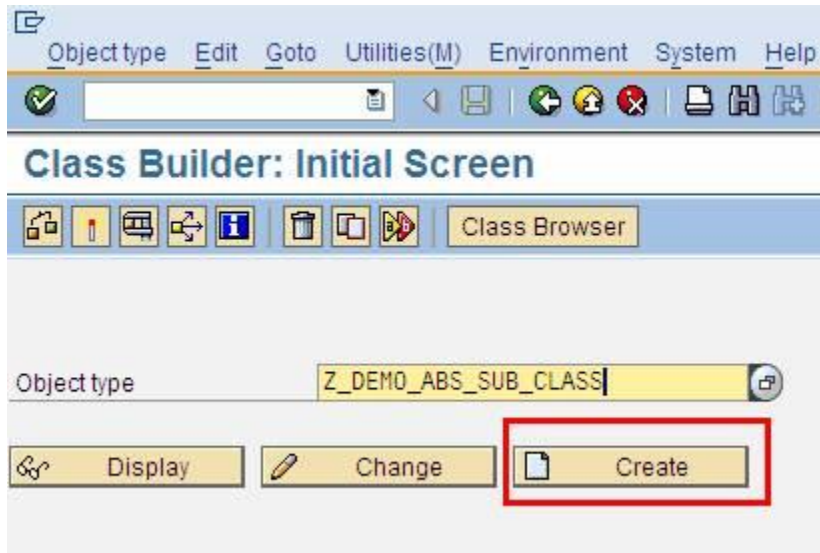 Object type Edit Goto Utilities(M) Environment System Help
Class Builder: Initial Screen
Class Browser
Object type Z_DEMO_ABS_SUB_CLASS
Display Change Create